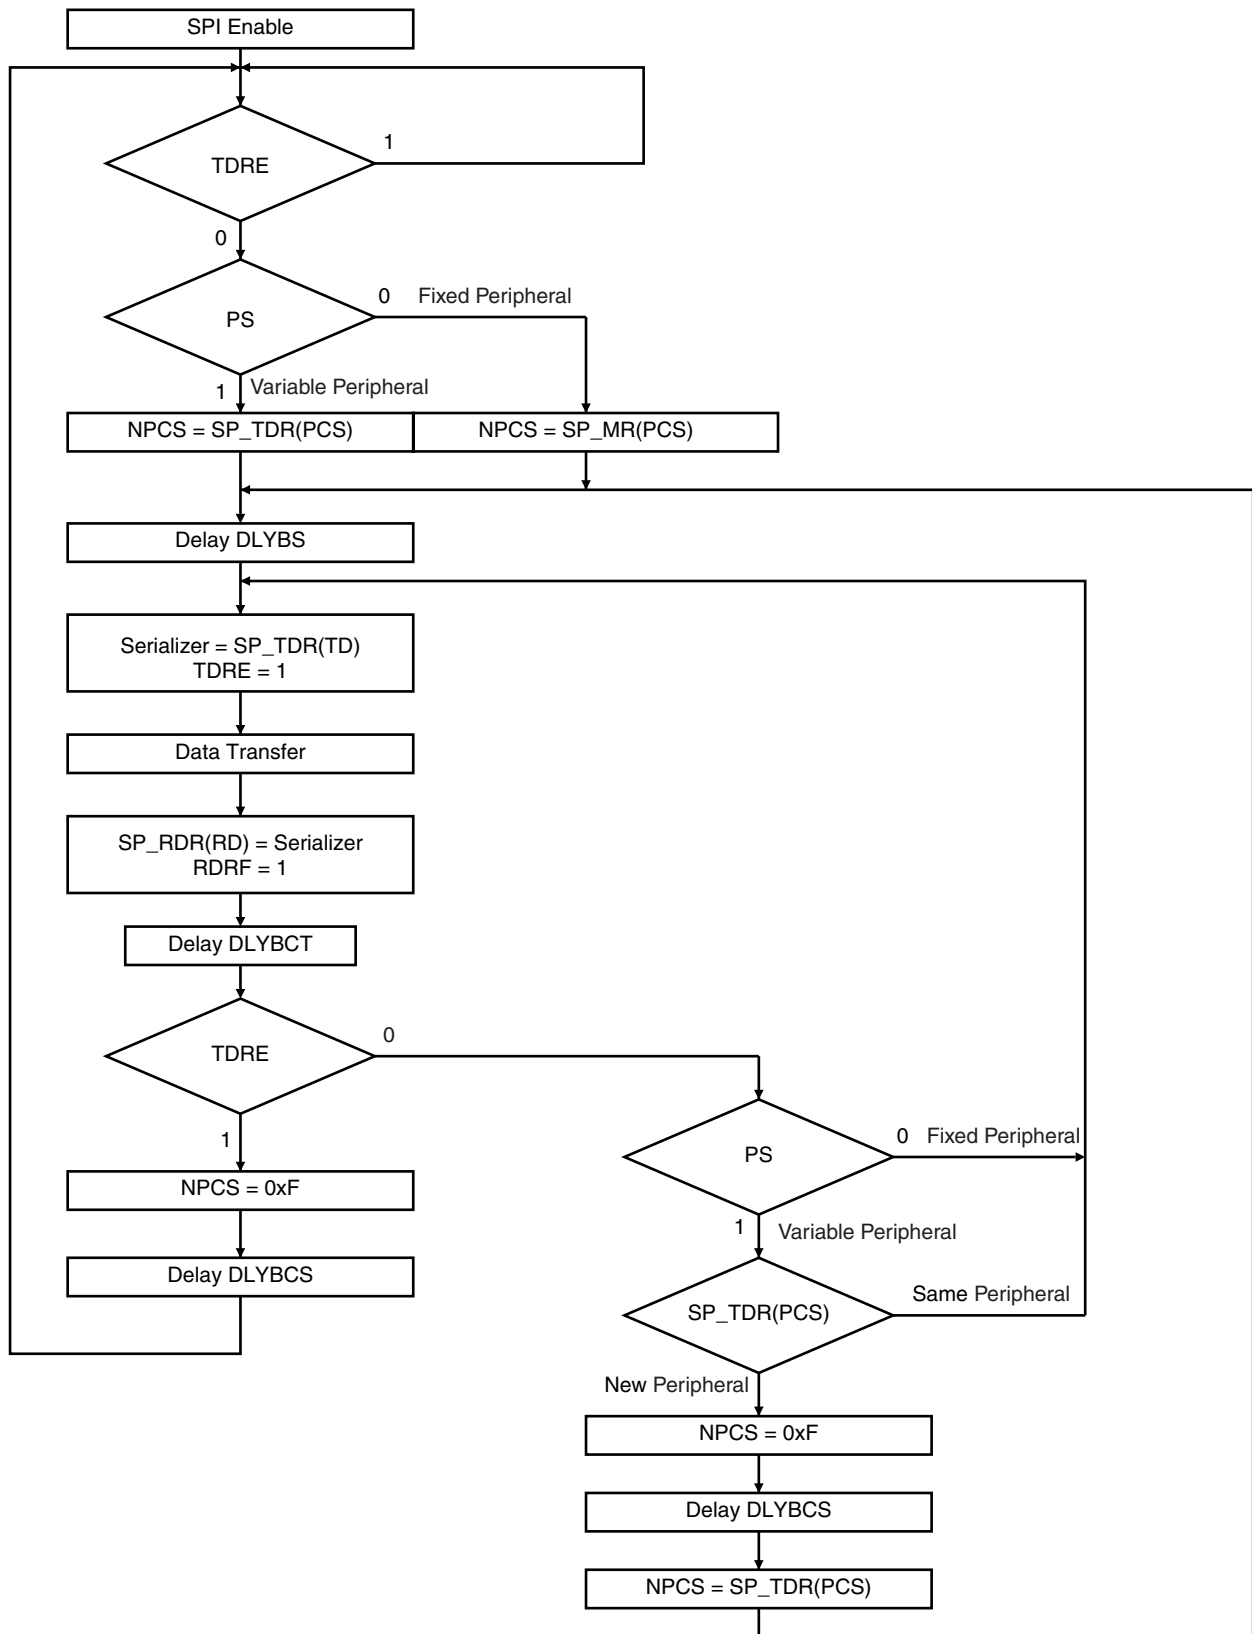 SPI Enable
TDRE
1
0
PS
0 Fixed Peripheral
1 Variable Peripheral
NPCS = SP_TDR(PCS)
NPCS = SP_MR(PCS)
Delay DLYBS
Serializer = SP_TDR(TD)
TDRE = 1
Data Transfer
SP_RDR(RD) = Serializer
RDRF = 1
Delay DLYBCT
TDRE
0
1
NPCS = 0xF
Delay DLYBCS
PS
0 Fixed Peripheral
1 Variable Peripheral
SP_TDR(PCS)
Same Peripheral
New Peripheral
NPCS = 0xF
Delay DLYBCS
NPCS = SP_TDR(PCS)